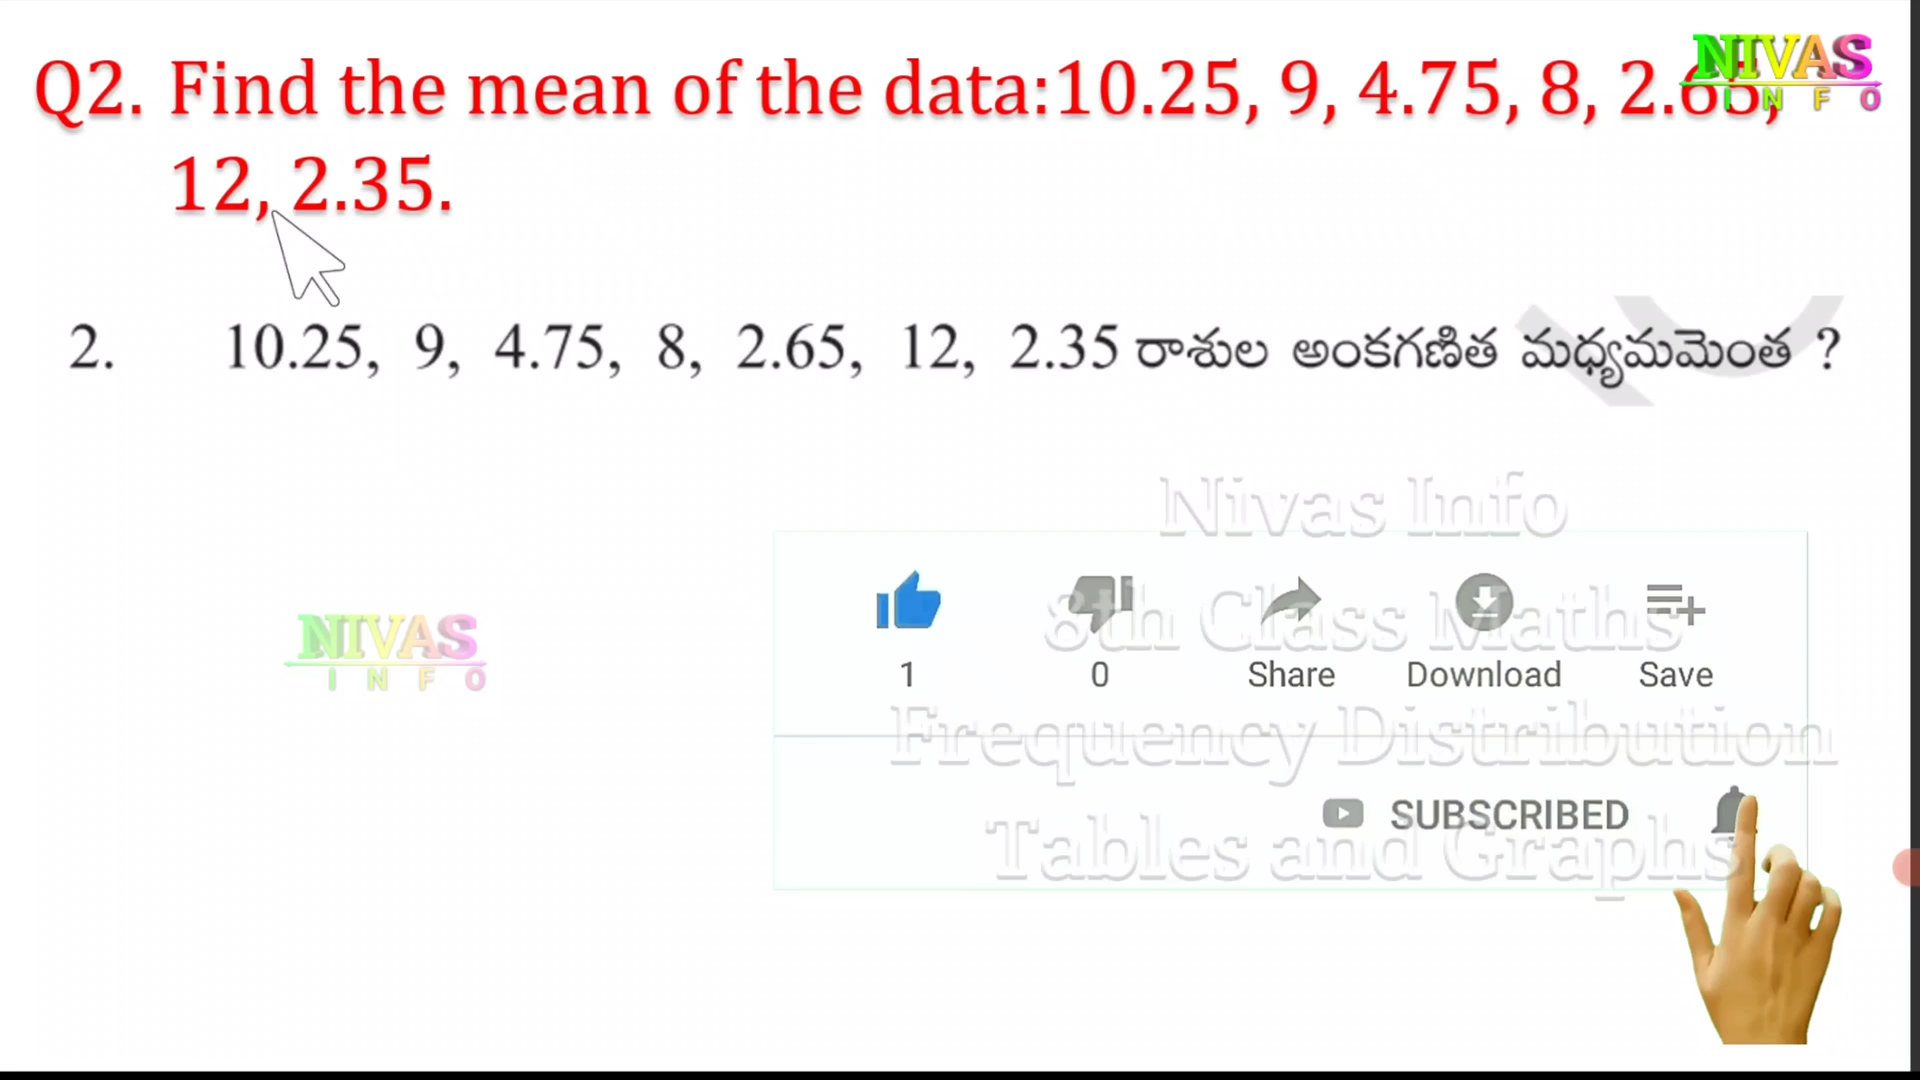 Q2. Find the mean of the data:10.25, 9, 4.75, 8, 2.65,
12, 2.35.
NIVAS
INFO
2. 10.25, 9, 4.75, 8, 2.65, 12, 2.35 రాశుల అంకగణిత మధ్యమమెంత ?
Nivas Info
8th Class Maths
Frequency Distribution
Tables and Graphs
NIVAS
INFO
1 0 Share Download Save
SUBSCRIBED